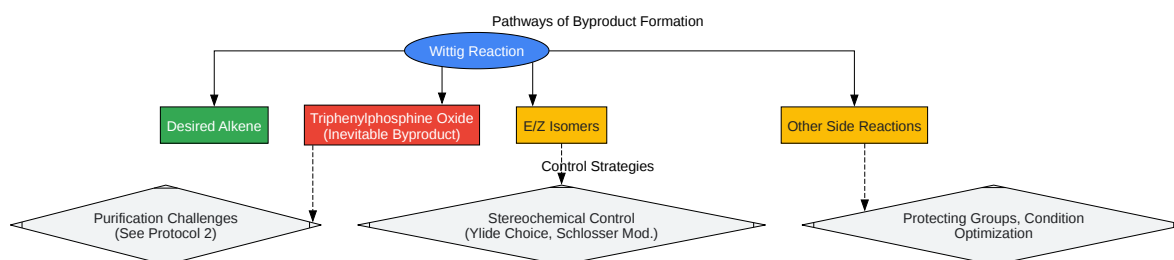 Pathways of Byproduct Formation
Wittig Reaction
Desired Alkene
Triphenylphosphine Oxide
(Inevitable Byproduct)
E/Z Isomers
Other Side Reactions
Control Strategies
Purification Challenges
(See Protocol 2)
Stereochemical Control
(Ylide Choice, Schlosser Mod.)
Protecting Groups, Condition
Optimization